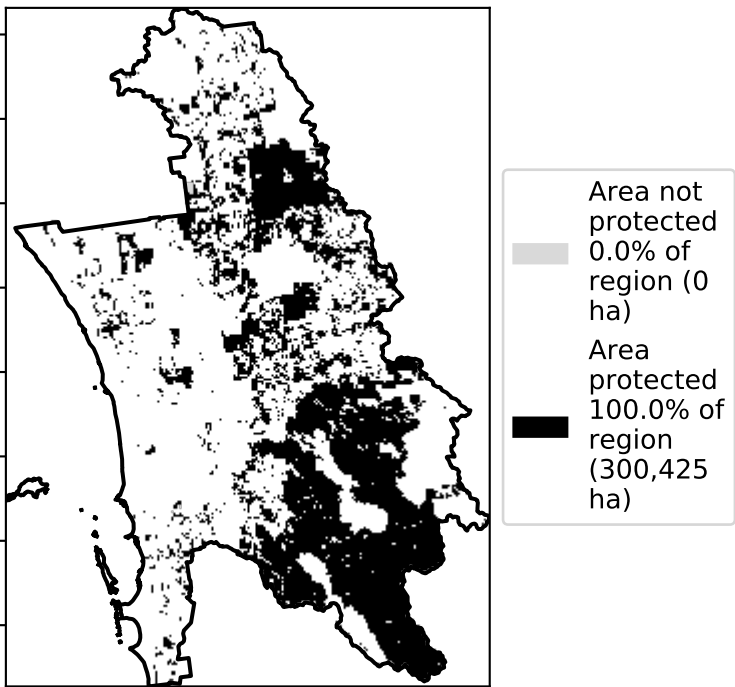 Area not
protected
0.0% of
region (0
ha)
Area
protected
100.0% of
region
(300,425
ha)